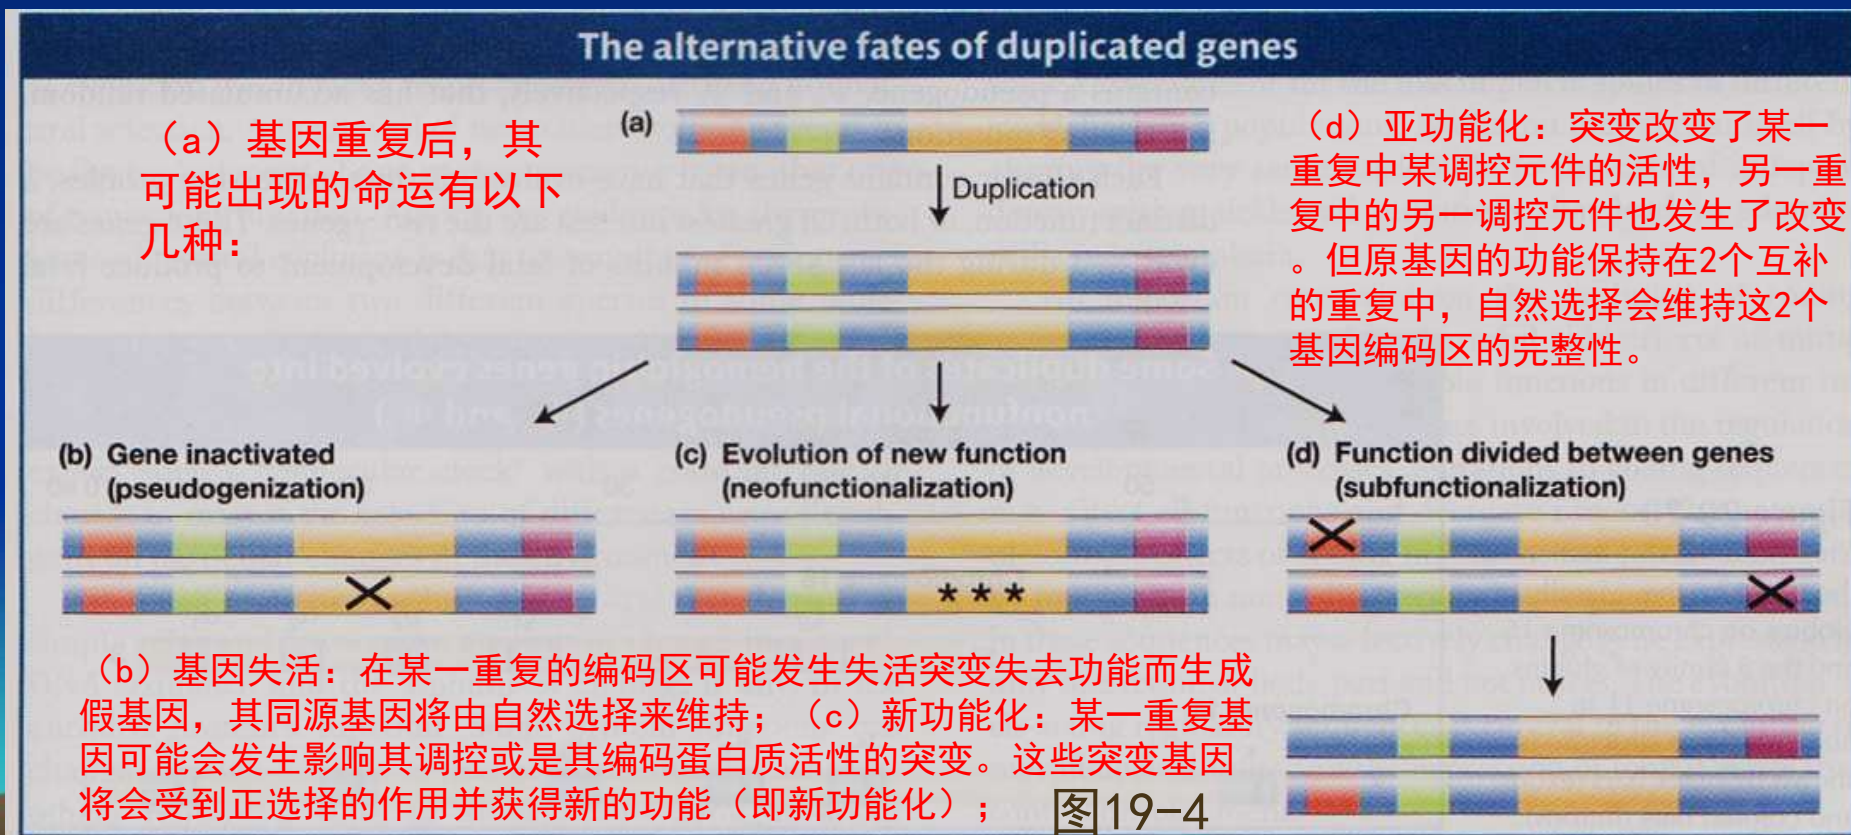 The alternative fates of duplicated genes
(a)基因重复后，其
可能出现的命运有以下
几种：
(a)
Duplication
(d)亚功能化：突变改变了某一
重复中某调控元件的活性，另一重
复中的另一调控元件也发生了改变
。但原基因的功能保持在2个互补
的重复中，自然选择会维持这2个
基因编码区的完整性。
(b) Gene inactivated
(pseudogenization)
(c) Evolution of new function
(neofunctionalization)
(d) Function divided between genes
(subfunctionalization)
* * *
(b)基因失活：在某一重复的编码区可能发生失活突变失去功能而生成
假基因，其同源基因将由自然选择来维持；(c)新功能化：某一重复基
因可能会发生影响其调控或是其编码蛋白质活性的突变。这些突变基因
将会受到正选择的作用并获得新的功能（即新功能化）；
图19-4